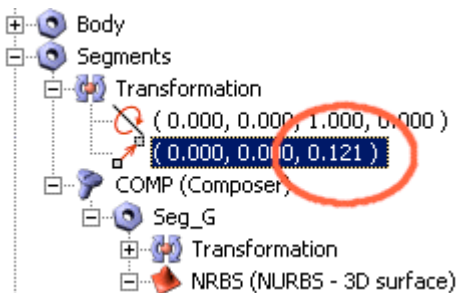 Body
Segments
Transformation
( 0.000, 0.000, 1.000, 0.000 )
( 0.000, 0.000, 0.121 )
COMP (Composer)
Seg_G
Transformation
NRBS (NURBS - 3D surface)